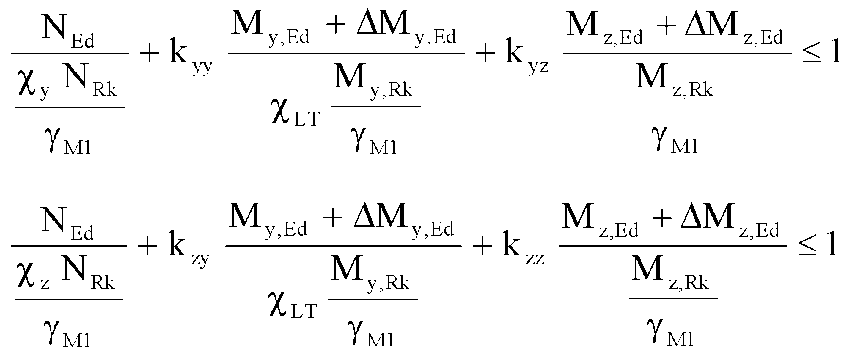 N_Ed / (χ_y N_Rk / γ_M1) + k_yy (M_y,Ed + ΔM_y,Ed) / (χ_LT M_y,Rk / γ_M1) + k_yz (M_z,Ed + ΔM_z,Ed) / (M_z,Rk / γ_M1) ≤ 1
N_Ed / (χ_z N_Rk / γ_M1) + k_zy (M_y,Ed + ΔM_y,Ed) / (χ_LT M_y,Rk / γ_M1) + k_zz (M_z,Ed + ΔM_z,Ed) / (M_z,Rk / γ_M1) ≤ 1